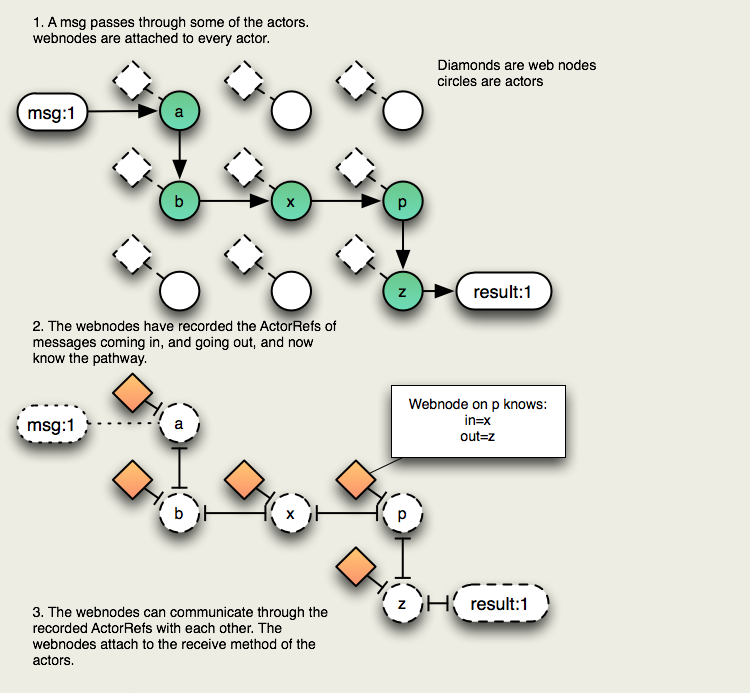 1. A msg passes through some of the actors.
webnodes are attached to every actor.
Diamonds are web nodes
circles are actors
msg:1
a
b
x
p
z
result:1
2. The webnodes have recorded the ActorRefs of
messages coming in, and going out, and now
know the pathway.
msg:1
a
Webnode on p knows:
in=x
out=z
b
x
p
z
result:1
3. The webnodes can communicate through the
recorded ActorRefs with each other. The
webnodes attach to the receive method of the
actors.